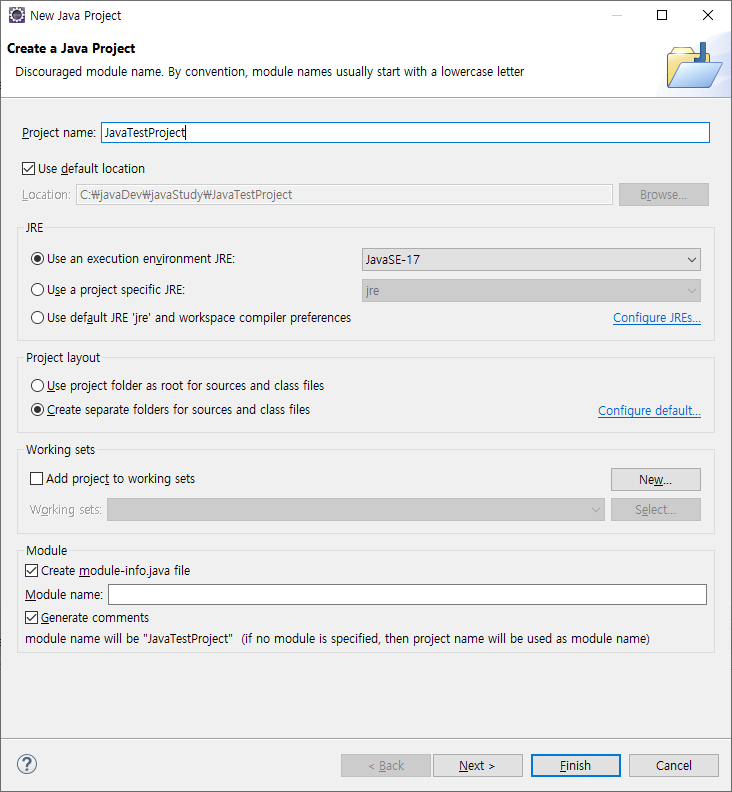 New Java Project
Create a Java Project
Discouraged module name. By convention, module names usually start with a lowercase letter
Project name: JavaTestProject
Use default location
Location: C:₩javaDev₩javaStudy₩JavaTestProject Browse...
JRE
Use an execution environment JRE: JavaSE-17
Use a project specific JRE: jre
Use default JRE 'jre' and workspace compiler preferences Configure JREs...
Project layout
Use project folder as root for sources and class files
Create separate folders for sources and class files Configure default...
Working sets
Add project to working sets New...
Working sets: Select...
Module
Create module-info.java file
Module name:
Generate comments
module name will be "JavaTestProject" (if no module is specified, then project name will be used as module name)
? < Back Next > Finish Cancel